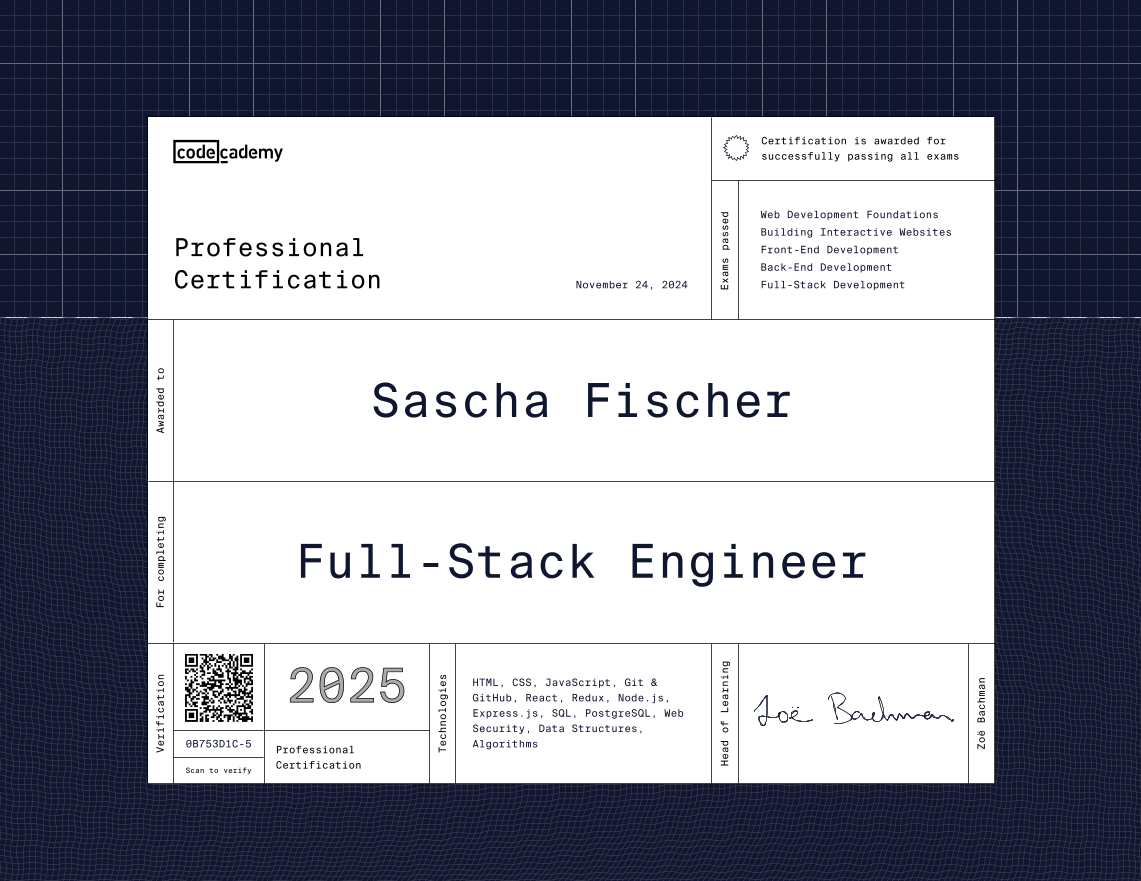 codecademy
Professional
Certification
November 24, 2024
Certification is awarded for
successfully passing all exams
Exams passed
Web Development Foundations
Building Interactive Websites
Front-End Development
Back-End Development
Full-Stack Development
Awarded to
Sascha Fischer
For completing
Full-Stack Engineer
Verification
0B753D1C-5
Scan to verify
2025
Professional
Certification
Technologies
HTML, CSS, JavaScript, Git &
GitHub, React, Redux, Node.js,
Express.js, SQL, PostgreSQL, Web
Security, Data Structures,
Algorithms
Head of Learning
Zoë Bachman
Zoë Bachman